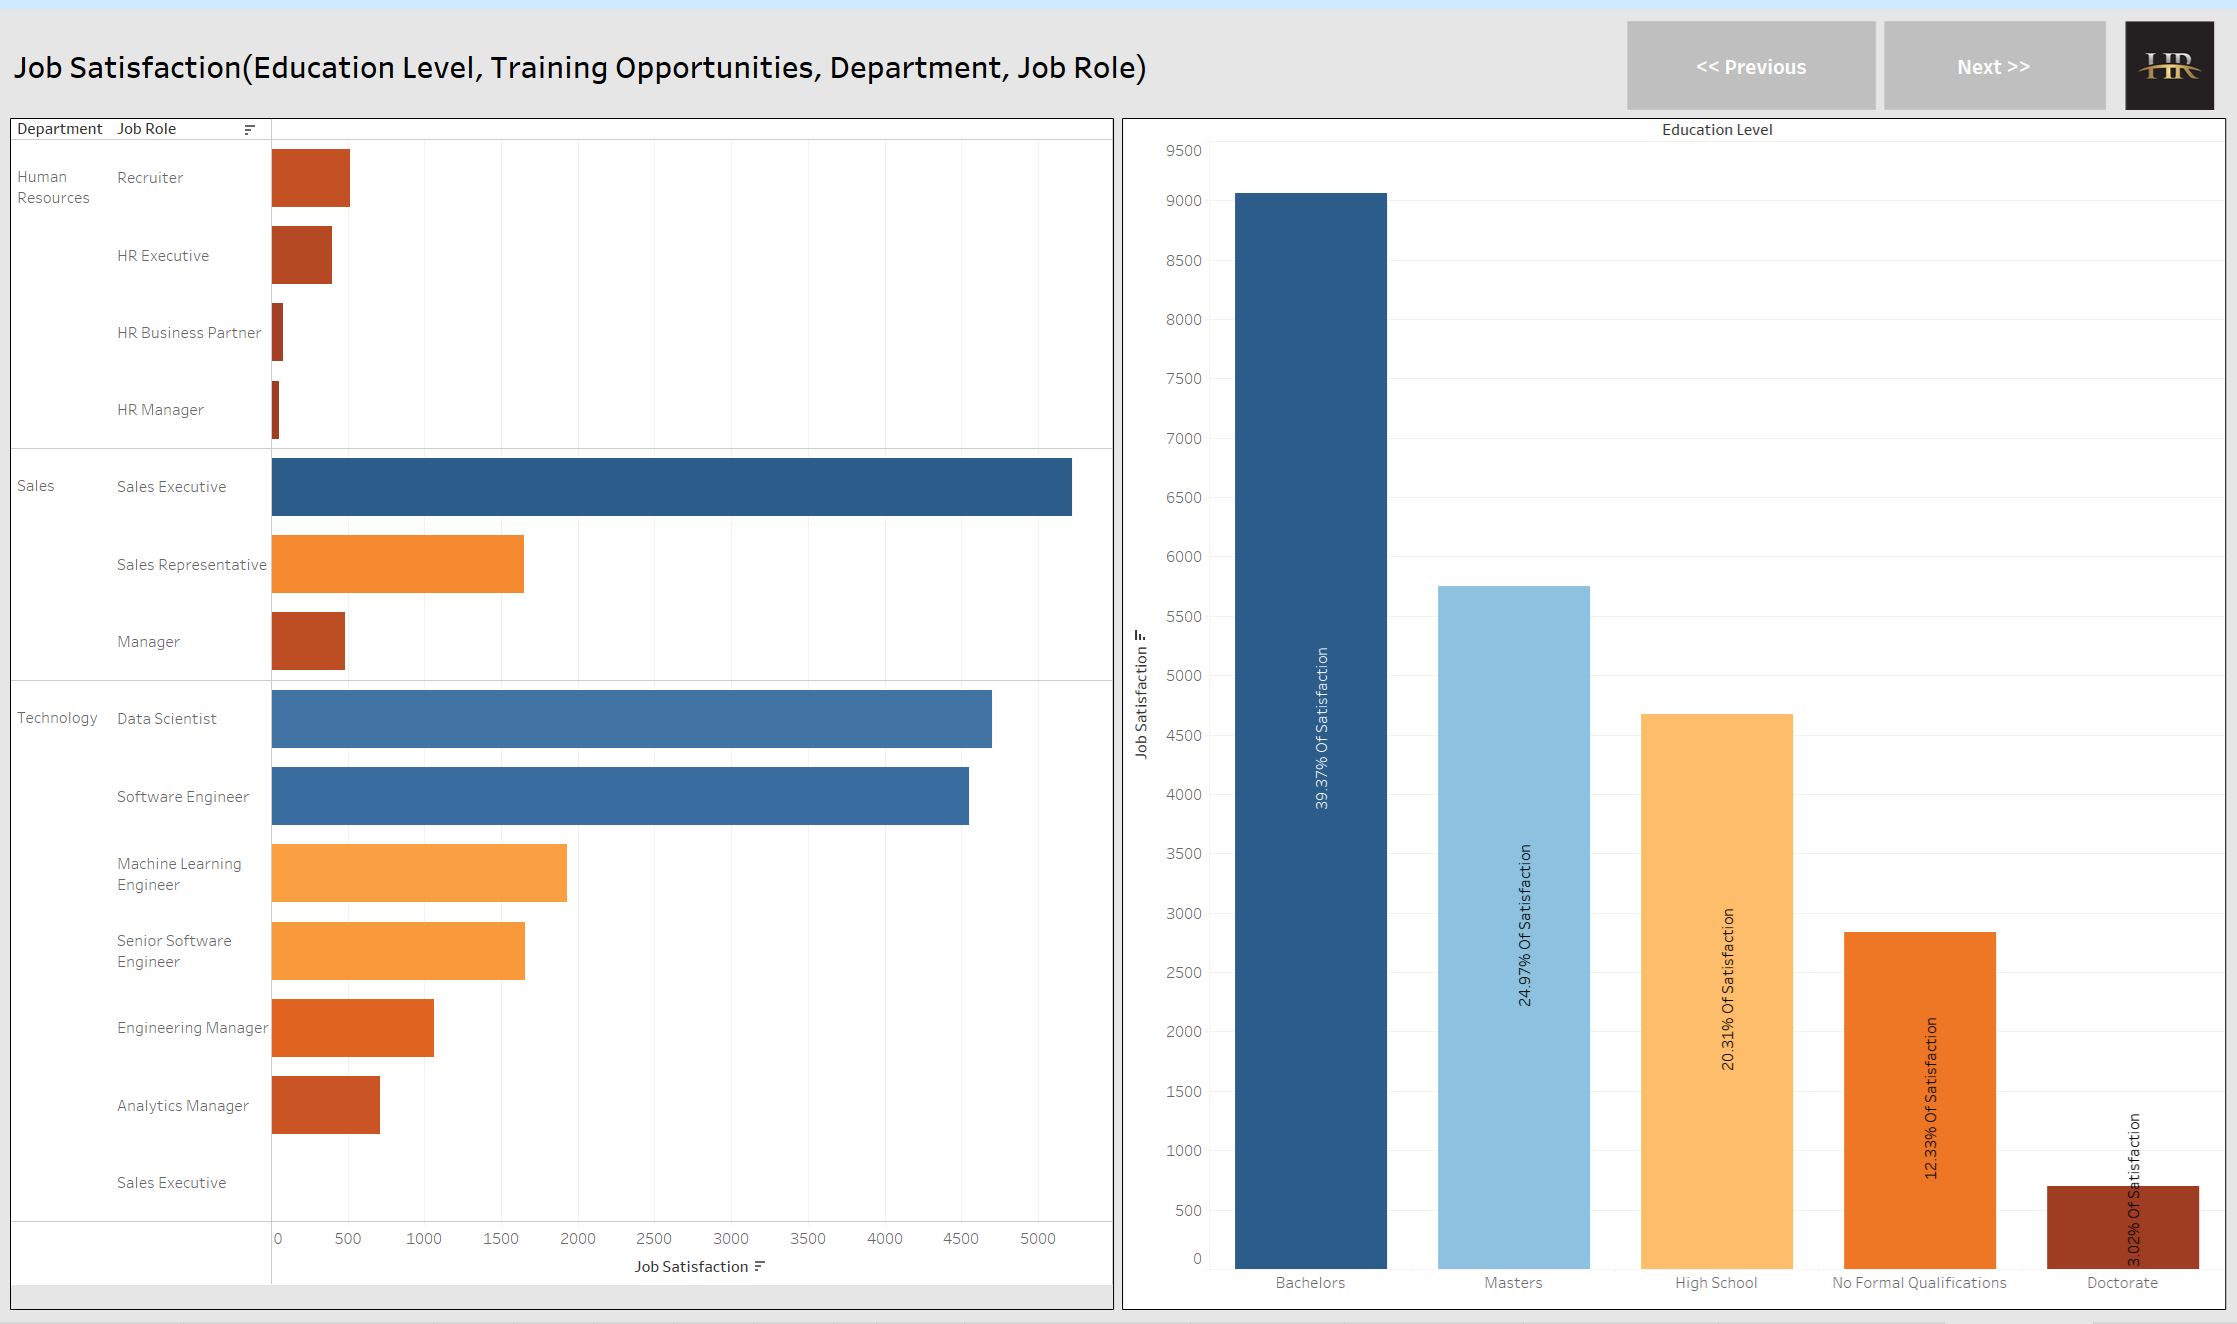 Job Satisfaction(Education Level, Training Opportunities, Department, Job Role)
<< Previous
Next >>
HR
Department Job Role
Human
Resources
Recruiter
HR Executive
HR Business Partner
HR Manager
Sales
Sales Executive
Sales Representative
Manager
Technology
Data Scientist
Software Engineer
Machine Learning
Engineer
Senior Software
Engineer
Engineering Manager
Analytics Manager
Sales Executive
0 500 1000 1500 2000 2500 3000 3500 4000 4500 5000
Job Satisfaction
Education Level
9500
9000
8500
8000
7500
7000
6500
6000
5500
5000
4500
4000
3500
3000
2500
2000
1500
1000
500
0
Job Satisfaction
39.37% Of Satisfaction
24.97% Of Satisfaction
20.31% Of Satisfaction
12.33% Of Satisfaction
3.02% Of Satisfaction
Bachelors Masters High School No Formal Qualifications Doctorate